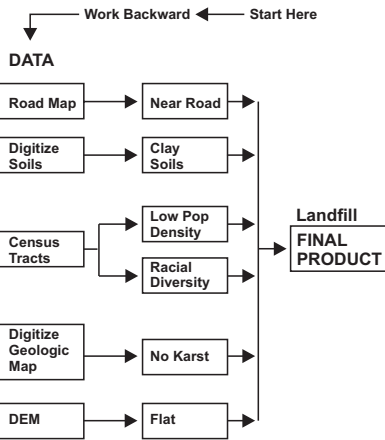 Work Backward
Start Here
DATA
Road Map
Near Road
Digitize
Soils
Clay
Soils
Census
Tracts
Low Pop
Density
Racial
Diversity
Landfill
FINAL
PRODUCT
Digitize
Geologic
Map
No Karst
DEM
Flat